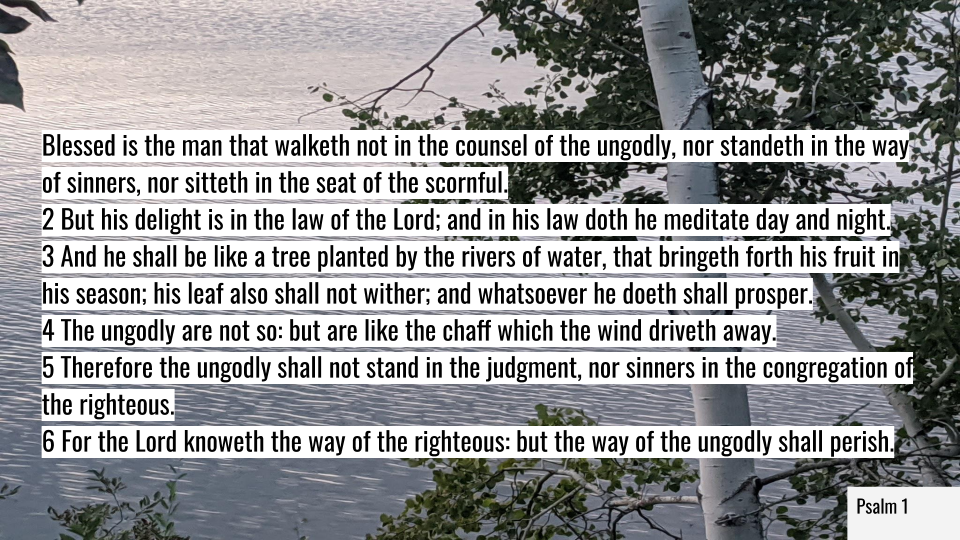 Blessed is the man that walketh not in the counsel of the ungodly, nor standeth in the way
of sinners, nor sitteth in the seat of the scornful.
2 But his delight is in the law of the Lord; and in his law doth he meditate day and night.
3 And he shall be like a tree planted by the rivers of water, that bringeth forth his fruit in
his season; his leaf also shall not wither; and whatsoever he doeth shall prosper.
4 The ungodly are not so: but are like the chaff which the wind driveth away.
5 Therefore the ungodly shall not stand in the judgment, nor sinners in the congregation of
the righteous.
6 For the Lord knoweth the way of the righteous: but the way of the ungodly shall perish.
Psalm 1